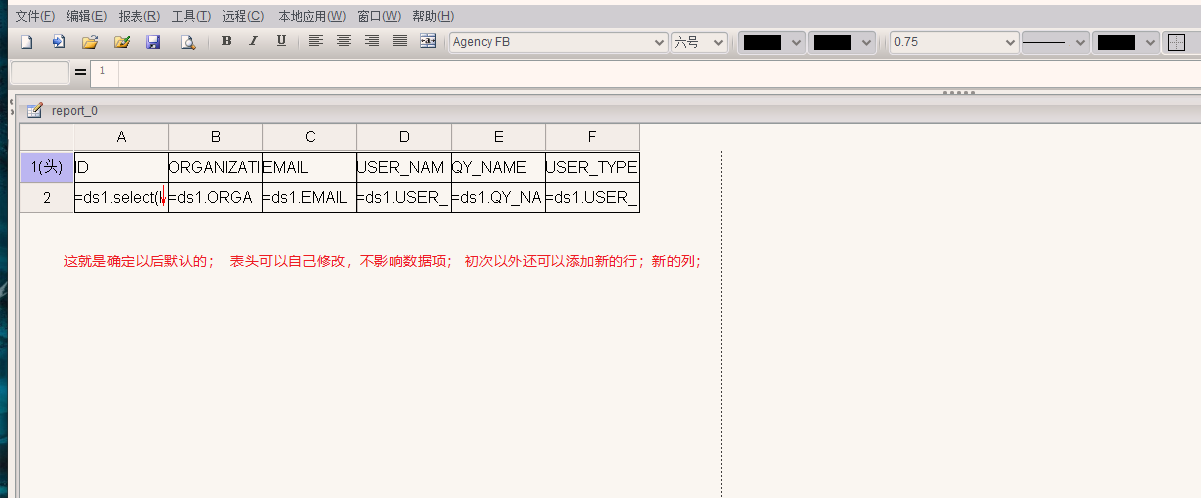 文件(F) 编辑(E) 报表(R) 工具(T) 远程(C) 本地应用(W) 窗口(W) 帮助(H)
B I U Agency FB 六号 0.75
= 1
report_0
A B C D E F
1(头) ID ORGANIZATI EMAIL USER_NAM QY_NAME USER_TYPE
2 =ds1.select(I =ds1.ORGA =ds1.EMAIL =ds1.USER_ =ds1.QY_NA =ds1.USER_
这就是确定以后默认的; 表头可以自己修改，不影响数据项; 初次以外还可以添加新的行；新的列;